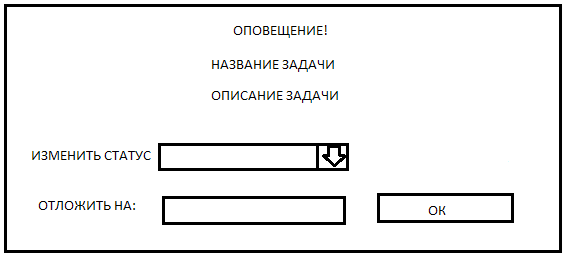 ОПОВЕЩЕНИЕ!
НАЗВАНИЕ ЗАДАЧИ
ОПИСАНИЕ ЗАДАЧИ
ИЗМЕНИТЬ СТАТУС
ОТЛОЖИТЬ НА:
ОК